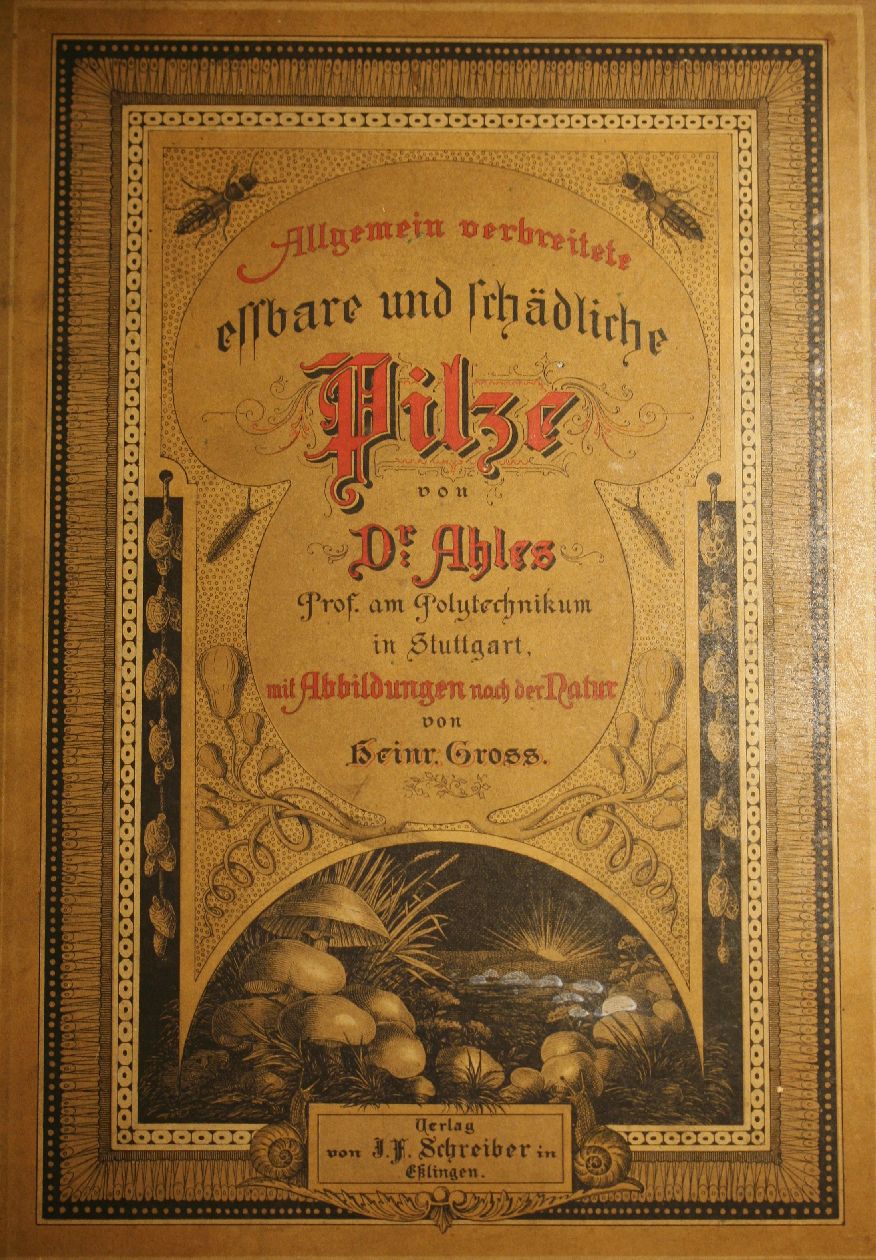 Allgemein verbreitete
eſſbare und ſchädliche
Pilze
von
Dr. Ahles
Prof. am Polytechnikum
in Stuttgart,
mit Abbildungen nach der Natur
von
Heinr. Gross.
Verlag
von J. F. Schreiber in
Eßlingen.